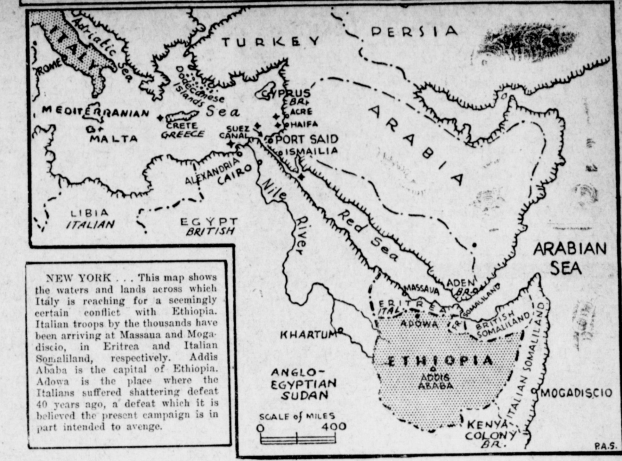 TURKEY
PERSIA
ITALY
Adriatic Sea
ROME
Dodecanese
Islands
CYPRUS
BR.
ACRE
HAIFA
MEDITERRANIAN
Sea
MALTA
CRETE
GREECE
SUEZ
CANAL
PORT SAID
ISMAILIA
ALEXANDRIA
CAIRO
ARABIA
LIBIA
ITALIAN
EGYPT
BRITISH
Nile
River
Red
Sea
ARABIAN
SEA
MASSAVA
ADEN
BR.
ERITREA
ITAL.
ADOWA
FR.
SOMALILAND
BRITISH
SOMALILAND
KHARTUM
ETHIOPIA
ADDIS
ABABA
ITALIAN SOMALILAND
ANGLO-
EGYPTIAN
SUDAN
MOGADISCIO
SCALE of MILES
0 400
KENYA
COLONY
BR.
P.A.S.
NEW YORK . . . This map shows
the waters and lands across which
Italy is reaching for a seemingly
certain conflict with Ethiopia.
Italian troops by the thousands have
been arriving at Massaua and Moga-
discio, in Eritrea and Italian
Somaliland, respectively. Addis
Ababa is the capital of Ethiopia.
Adowa is the place where the
Italians suffered shattering defeat
40 years ago, a defeat which it is
believed the present campaign is in
part intended to avenge.